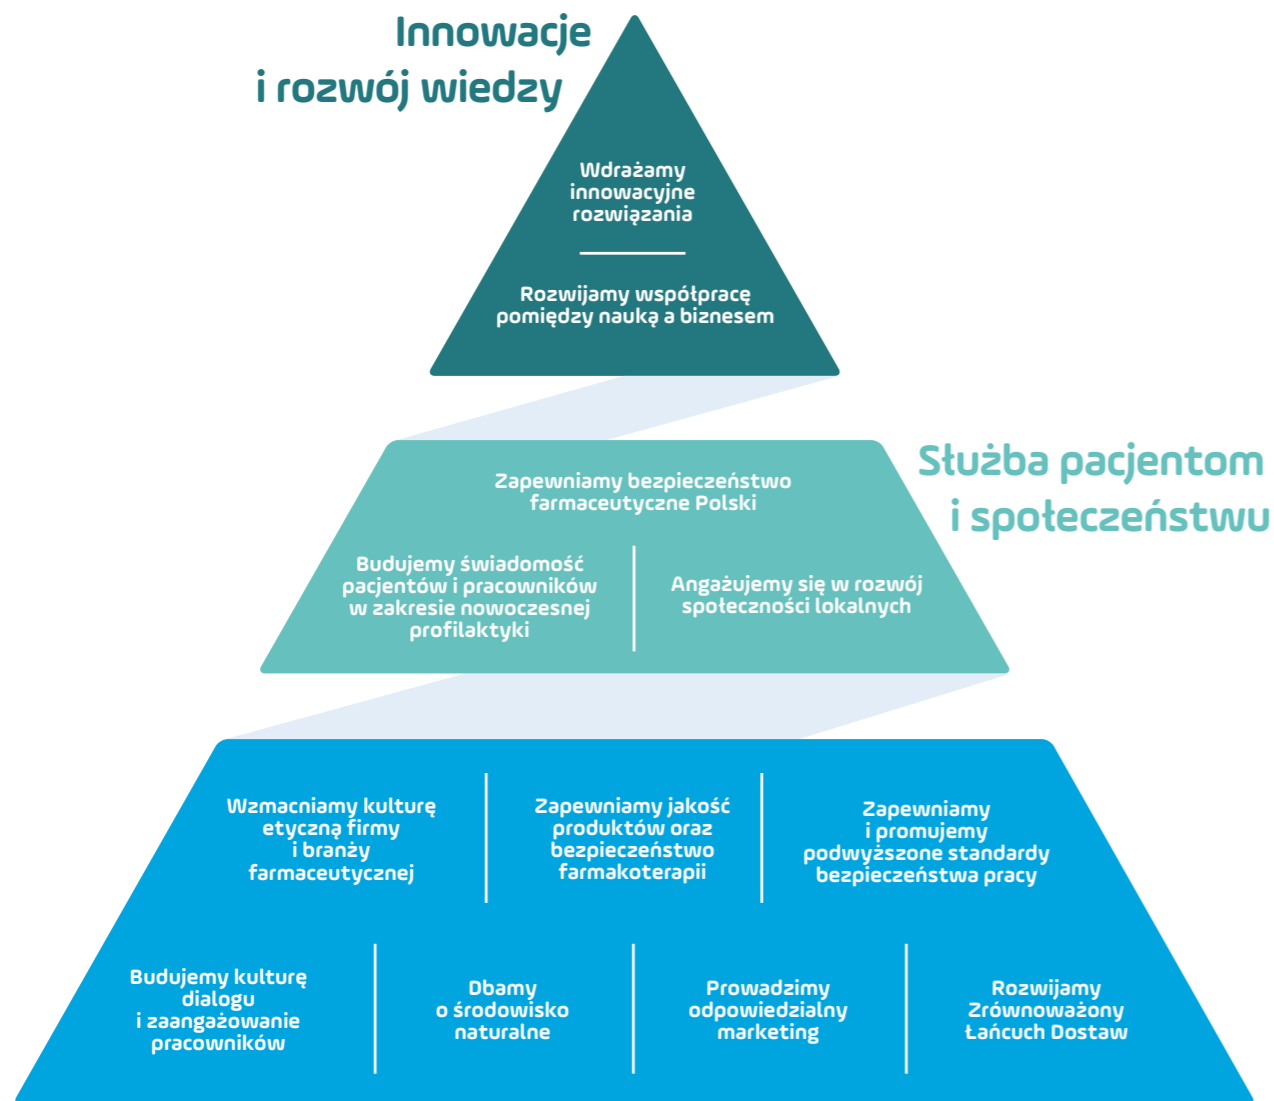 Innowacje
i rozwój wiedzy
Wdrażamy
innowacyjne
rozwiązania
Rozwijamy współpracę
pomiędzy nauką a biznesem
Służba pacjentom
i społeczeństwu
Zapewniamy bezpieczeństwo
farmaceutyczne Polski
Budujemy świadomość
pacjentów i pracowników
w zakresie nowoczesnej
profilaktyki
Angażujemy się w rozwój
społeczności lokalnych
Wzmacniamy kulturę
etyczną firmy
i branży
farmaceutycznej
Zapewniamy jakość
produktów oraz
bezpieczeństwo
farmakoterapii
Zapewniamy
i promujemy
podwyższone standardy
bezpieczeństwa pracy
Budujemy kulturę
dialogu
i zaangażowanie
pracowników
Dbamy
o środowisko
naturalne
Prowadzimy
odpowiedzialny
marketing
Rozwijamy
Zrównoważony
Łańcuch Dostaw